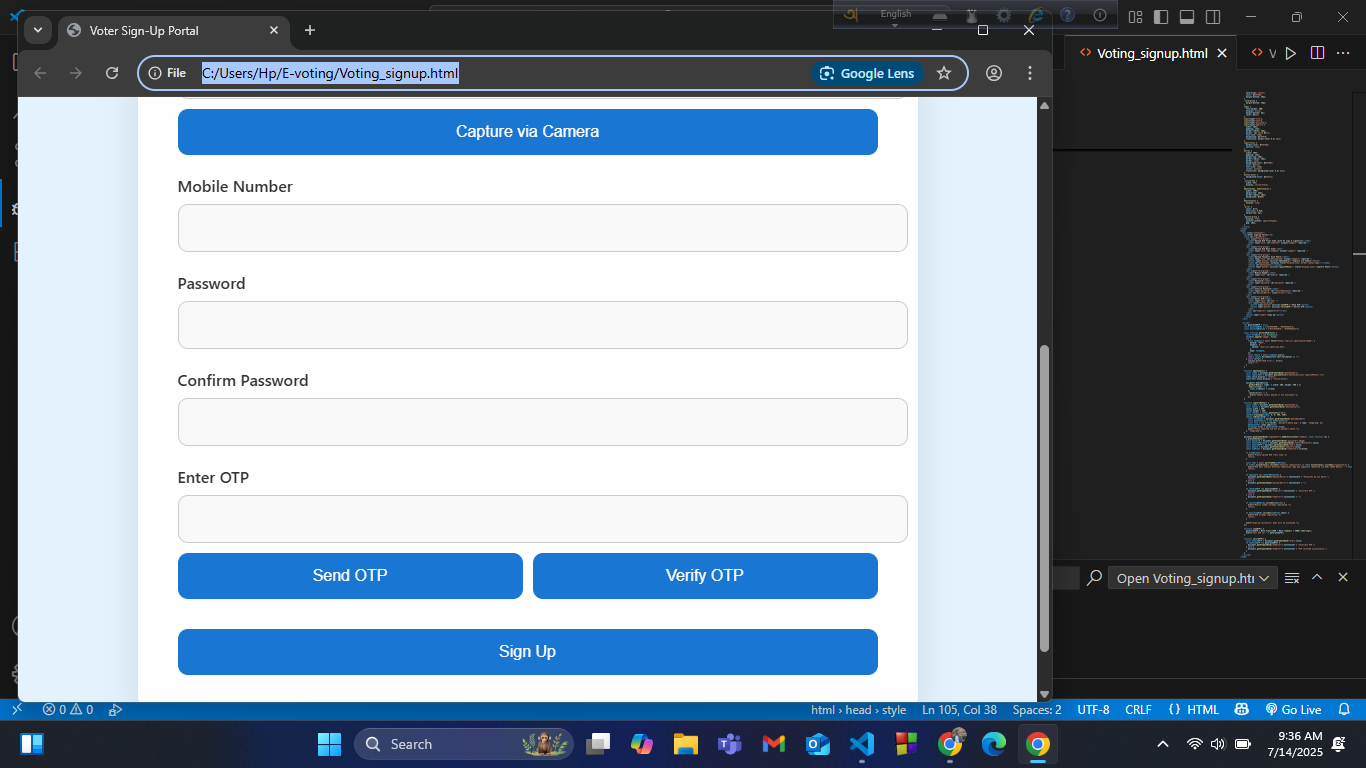 English
Voter Sign-Up Portal
Voting_signup.html
V
File
C:/Users/Hp/E-voting/Voting_signup.html
Google Lens
Capture via Camera
Mobile Number
Password
Confirm Password
Enter OTP
Send OTP
Verify OTP
Open Voting_signup.htı
Sign Up
0
0
html › head › style
Ln 105, Col 38
Spaces: 2
UTF-8
CRLF
HTML
Go Live
Search
9:36 AM
7/14/2025